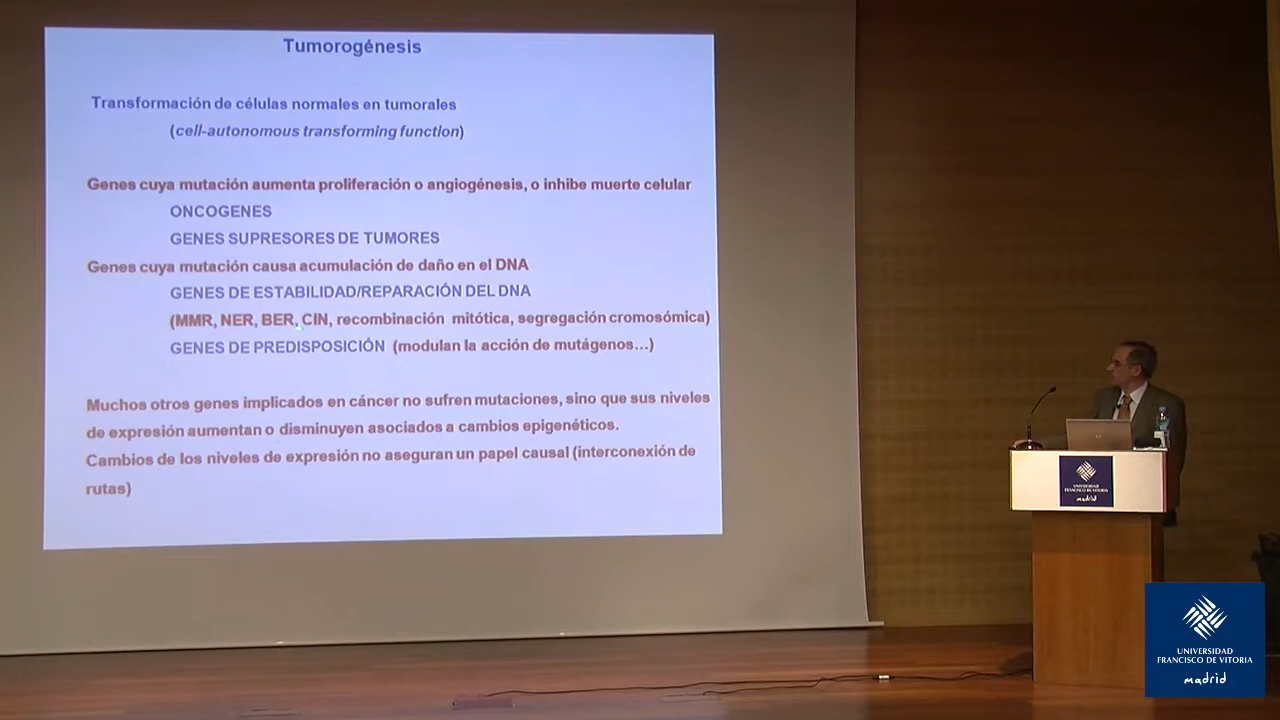 Tumorogénesis
Transformación de células normales en tumorales
(cell-autonomous transforming function)
Genes cuya mutación aumenta proliferación o angiogénesis, o inhibe muerte celular
ONCOGENES
GENES SUPRESORES DE TUMORES
Genes cuya mutación causa acumulación de daño en el DNA
GENES DE ESTABILIDAD/REPARACIÓN DEL DNA
(MMR, NER, BER, CIN, recombinación mitótica, segregación cromosómica)
GENES DE PREDISPOSICIÓN (modulan la acción de mutágenos...)
Muchos otros genes implicados en cáncer no sufren mutaciones, sino que sus niveles
de expresión aumentan o disminuyen asociados a cambios epigenéticos.
Cambios de los niveles de expresión no aseguran un papel causal (interconexión de
rutas)
UNIVERSIDAD
FRANCISCO DE VITORIA
madrid
UNIVERSIDAD
FRANCISCO DE VITORIA
madrid